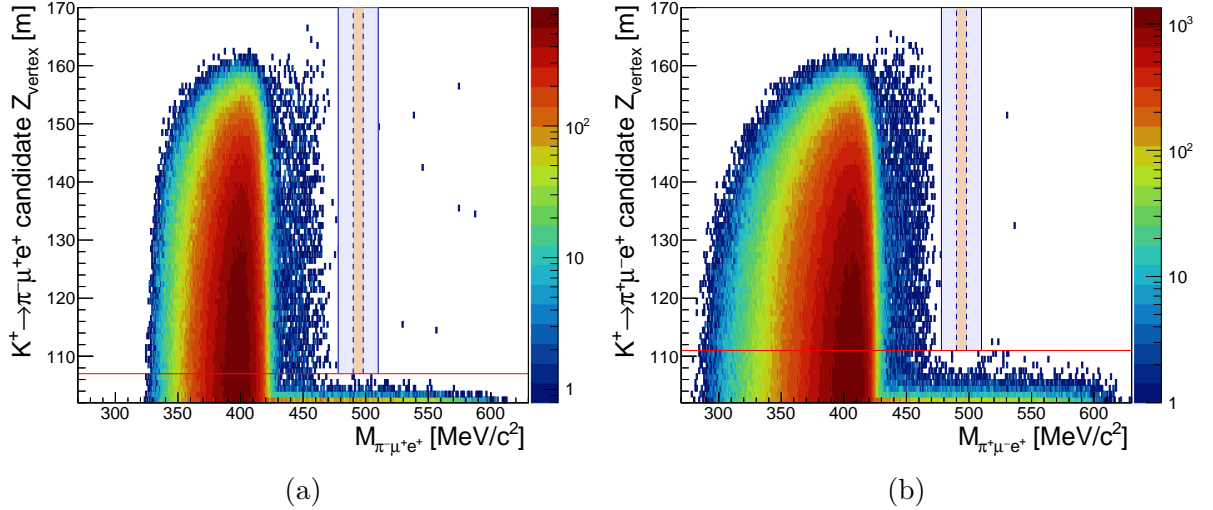 K⁺→π⁻μ⁺e⁺ candidate Z_vertex [m]
170
160
150
140
130
120
110
300 350 400 450 500 550 600
M_π⁻μ⁺e⁺ [MeV/c²]
10²
10
1
(a)
K⁺→π⁺μ⁻e⁺ candidate Z_vertex [m]
170
160
150
140
130
120
110
300 350 400 450 500 550 600
M_π⁺μ⁻e⁺ [MeV/c²]
10³
10²
10
1
(b)